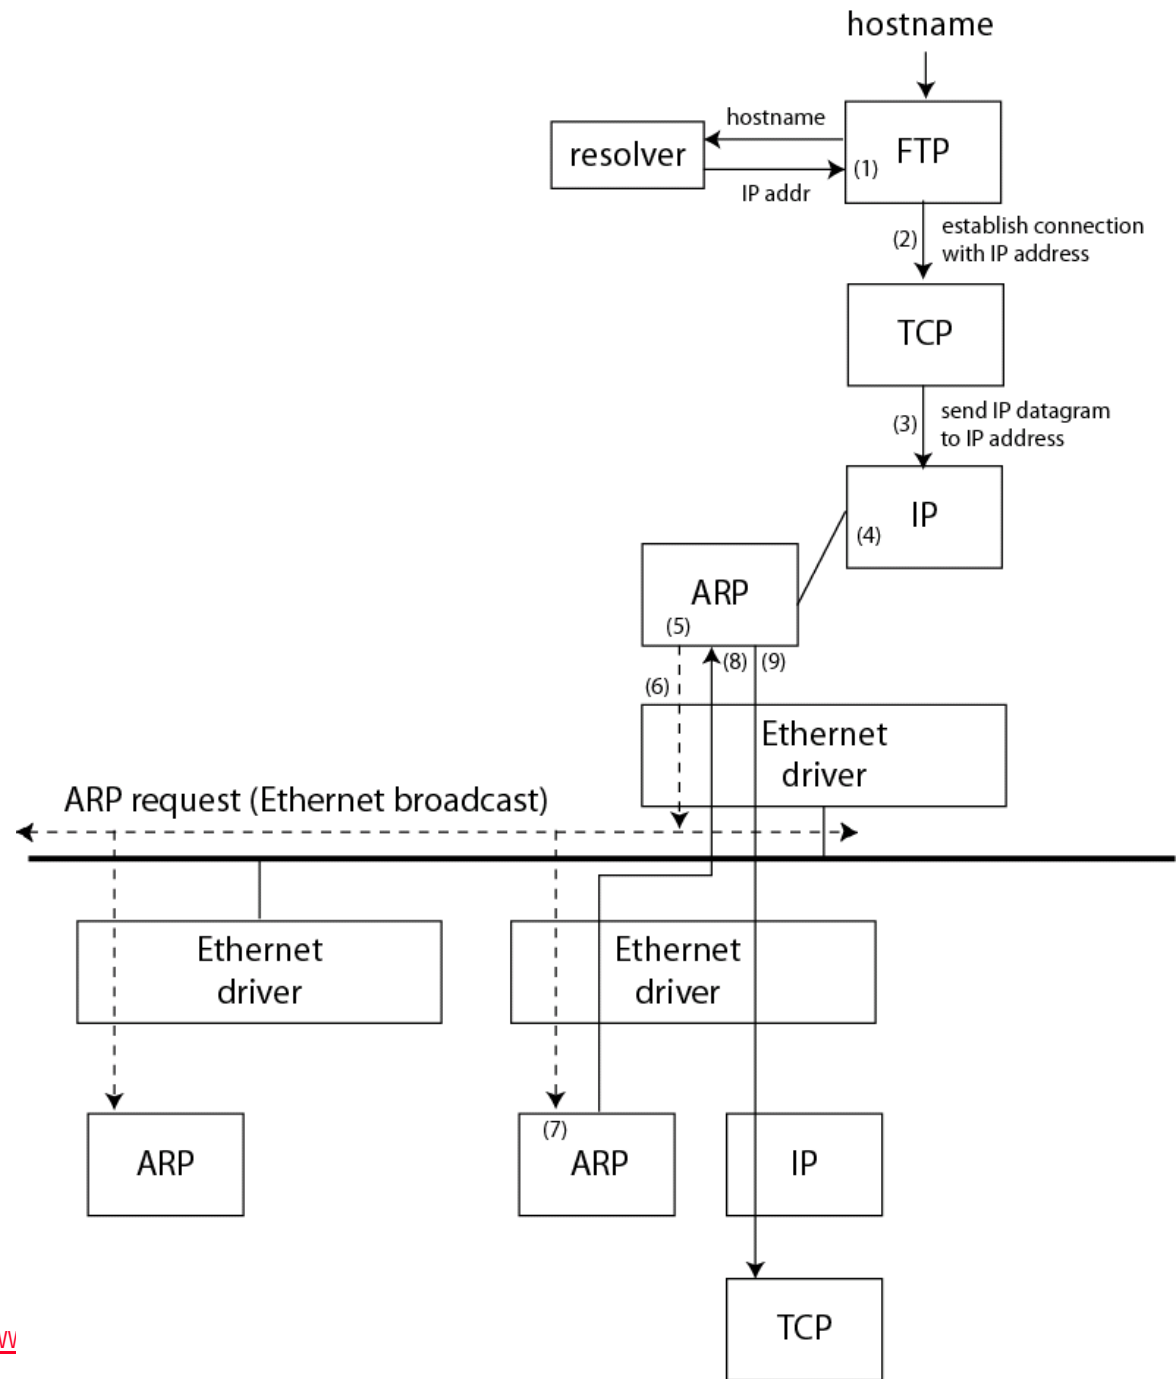 hostname
hostname
resolver
FTP
(1)
IP addr
(2)
establish connection
with IP address
TCP
(3)
send IP datagram
to IP address
IP
(4)
ARP
(5)
(8)
(9)
(6)
Ethernet
driver
ARP request (Ethernet broadcast)
Ethernet
driver
Ethernet
driver
(7)
ARP
ARP
IP
TCP